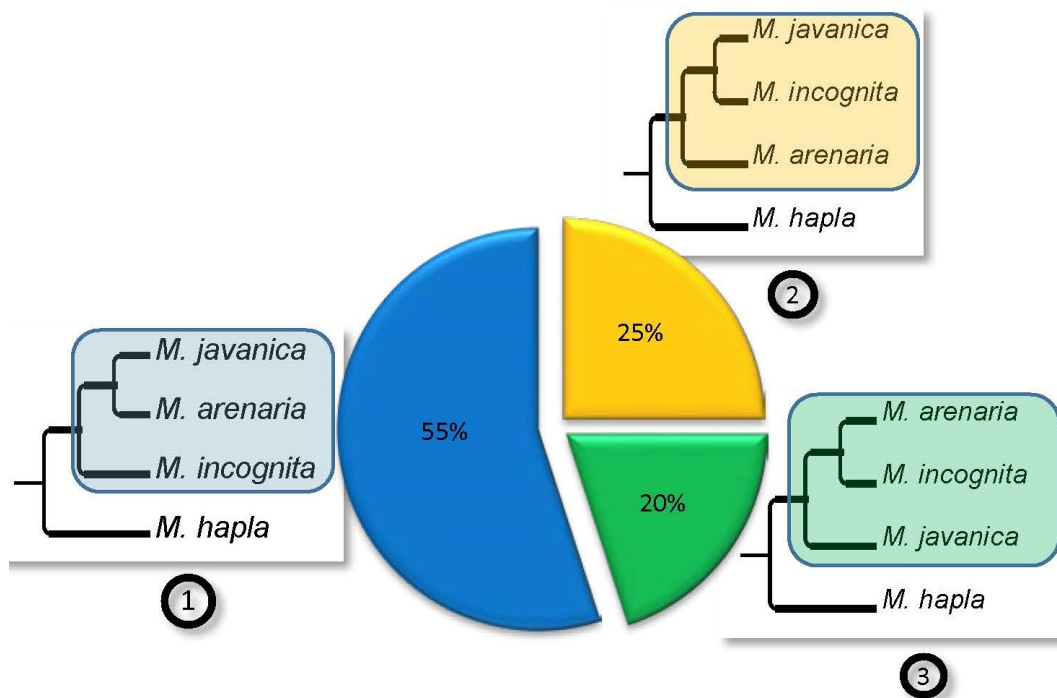 M. javanica
M. incognita
M. arenaria
M. hapla
2
25%
M. javanica
M. arenaria
M. incognita
M. hapla
1
55%
20%
M. arenaria
M. incognita
M. javanica
M. hapla
3